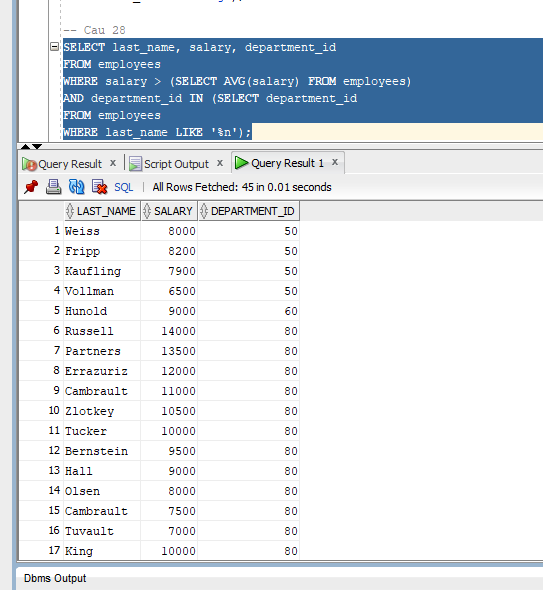 -- Cau 28
SELECT last_name, salary, department_id
FROM employees
WHERE salary > (SELECT AVG(salary) FROM employees)
AND department_id IN (SELECT department_id
FROM employees
WHERE last_name LIKE '%n');
Query Result x Script Output x Query Result 1 x
SQL | All Rows Fetched: 45 in 0.01 seconds
LAST_NAME SALARY DEPARTMENT_ID
1 Weiss 8000 50
2 Fripp 8200 50
3 Kaufling 7900 50
4 Vollman 6500 50
5 Hunold 9000 60
6 Russell 14000 80
7 Partners 13500 80
8 Errazuriz 12000 80
9 Cambrault 11000 80
10 Zlotkey 10500 80
11 Tucker 10000 80
12 Bernstein 9500 80
13 Hall 9000 80
14 Olsen 8000 80
15 Cambrault 7500 80
16 Tuvault 7000 80
17 King 10000 80
Dbms Output